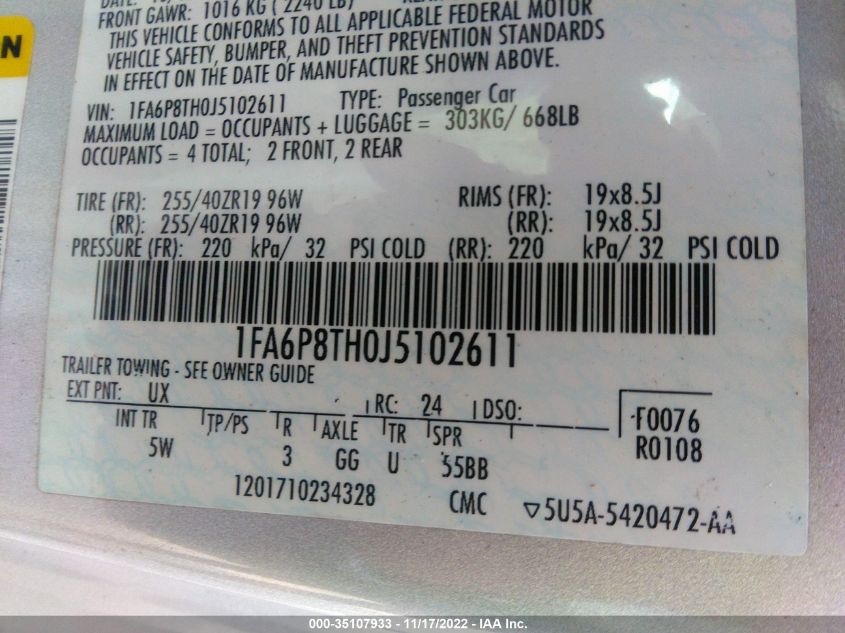 DATE:
FRONT GAWR: 1016 KG ( 2240 LB)
THIS VEHICLE CONFORMS TO ALL APPLICABLE FEDERAL MOTOR
VEHICLE SAFETY, BUMPER, AND THEFT PREVENTION STANDARDS
IN EFFECT ON THE DATE OF MANUFACTURE SHOWN ABOVE.
VIN: 1FA6P8TH0J5102611 TYPE: Passenger Car
MAXIMUM LOAD = OCCUPANTS + LUGGAGE = 303KG/ 668LB
OCCUPANTS = 4 TOTAL; 2 FRONT, 2 REAR
TIRE (FR): 255/40ZR19 96W RIMS (FR): 19x8.5J
(RR): 255/40ZR19 96W (RR): 19x8.5J
PRESSURE (FR): 220 kPa/ 32 PSI COLD (RR): 220 kPa/ 32 PSI COLD
1FA6P8TH0J5102611
TRAILER TOWING - SEE OWNER GUIDE
EXT PNT: UX RC: 24 DSO:
INT TR TP/PS R AXLE TR SPR F0076
5W 3 GG U 55BB R0108
1201710234328 CMC ▽5U5A-5420472-AA
000-35107933 - 11/17/2022 - IAA Inc.